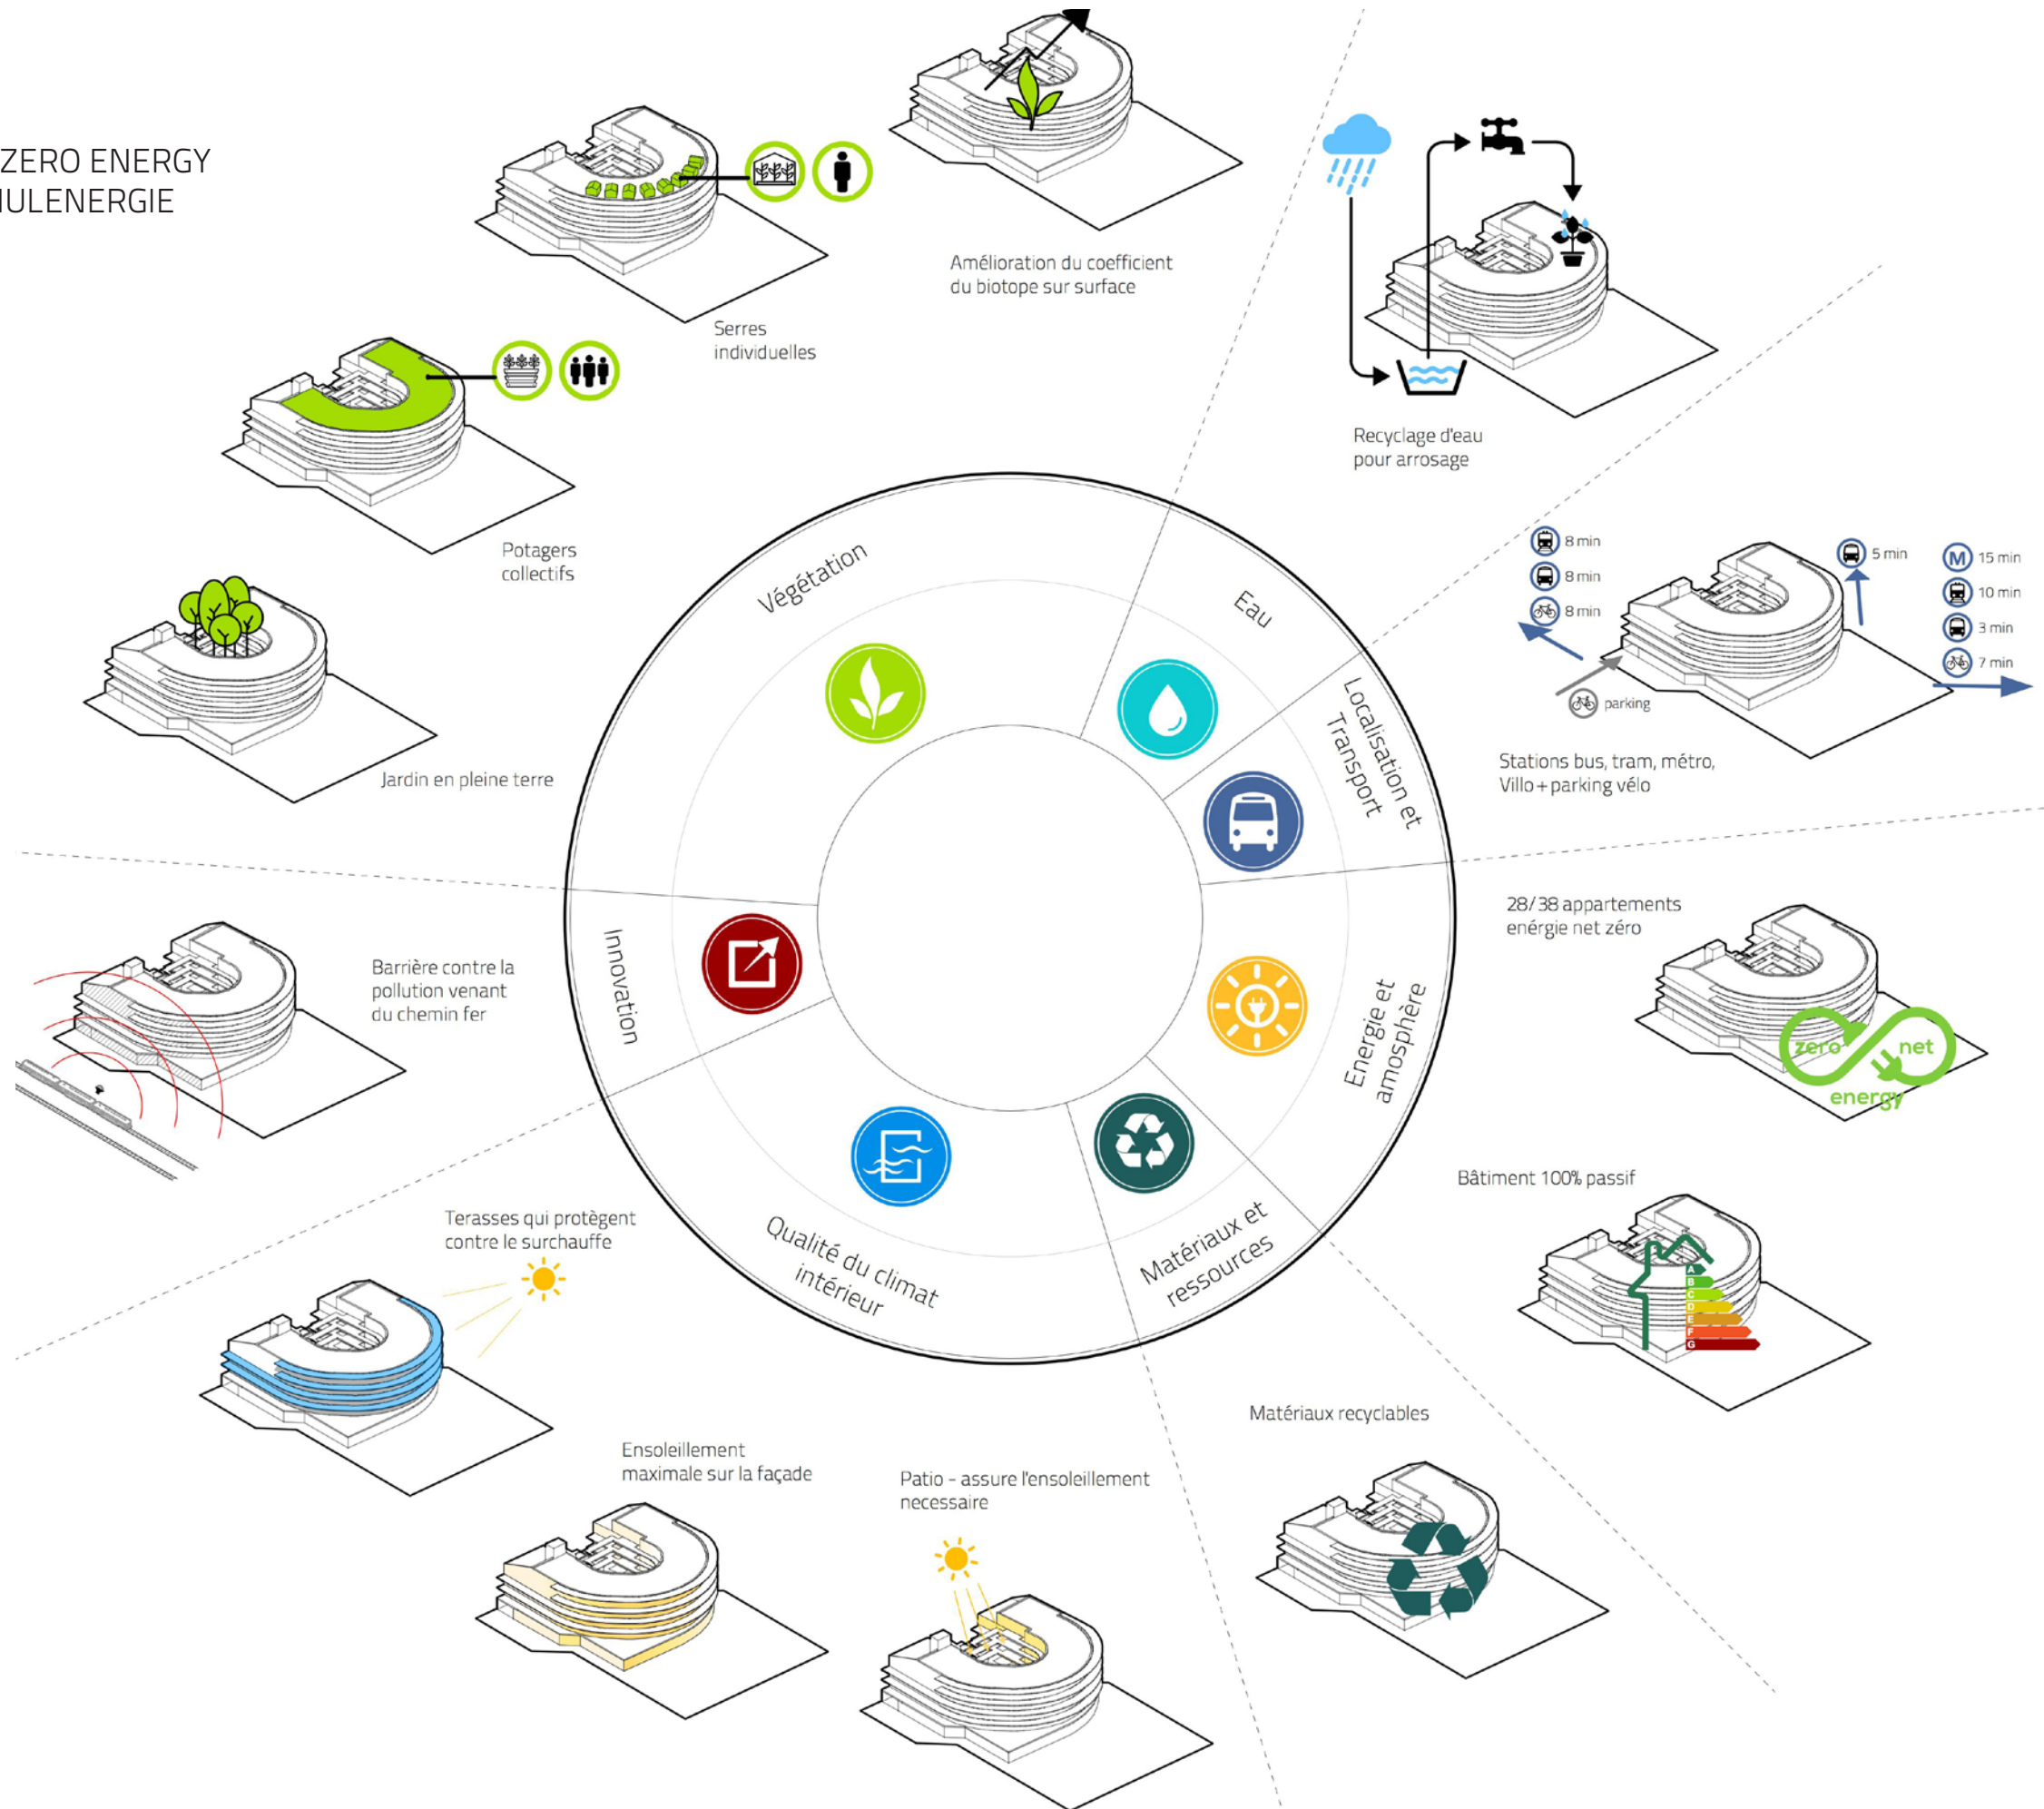 ZERO ENERGY
NULENERGIE
Amélioration du coefficient
du biotope sur surface
Serres
individuelles
Potagers
collectifs
Jardin en pleine terre
Recyclage d'eau
pour arrosage
8 min
8 min
8 min
parking
5 min
M 15 min
10 min
3 min
7 min
Stations bus, tram, métro,
Villo+parking vélo
Végétation
Eau
Localisation et
Transport
Energie et
amosphère
Matériaux et
ressources
Qualité du climat
intérieur
Innovation
28/38 appartements
enérgie net zéro
zero net
energy
Bâtiment 100% passif
A
B
C
D
E
F
G
Matériaux recyclables
Barrière contre la
pollution venant
du chemin fer
Terasses qui protègent
contre le surchauffe
Ensoleillement
maximale sur la façade
Patio - assure l'ensoleillement
necessaire